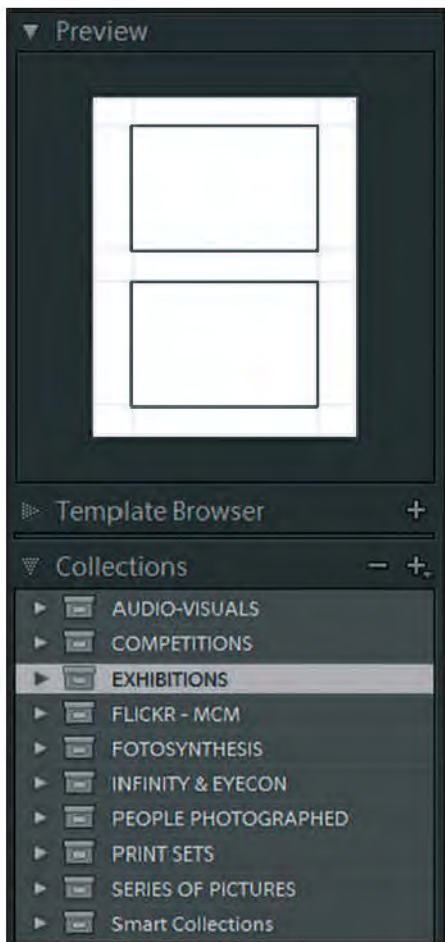 Preview
Template Browser
Collections
AUDIO-VISUALS
COMPETITIONS
EXHIBITIONS
FLICKR - MCM
FOTOSYNTHESIS
INFINITY & EYECON
PEOPLE PHOTOGRAPHED
PRINT SETS
SERIES OF PICTURES
Smart Collections